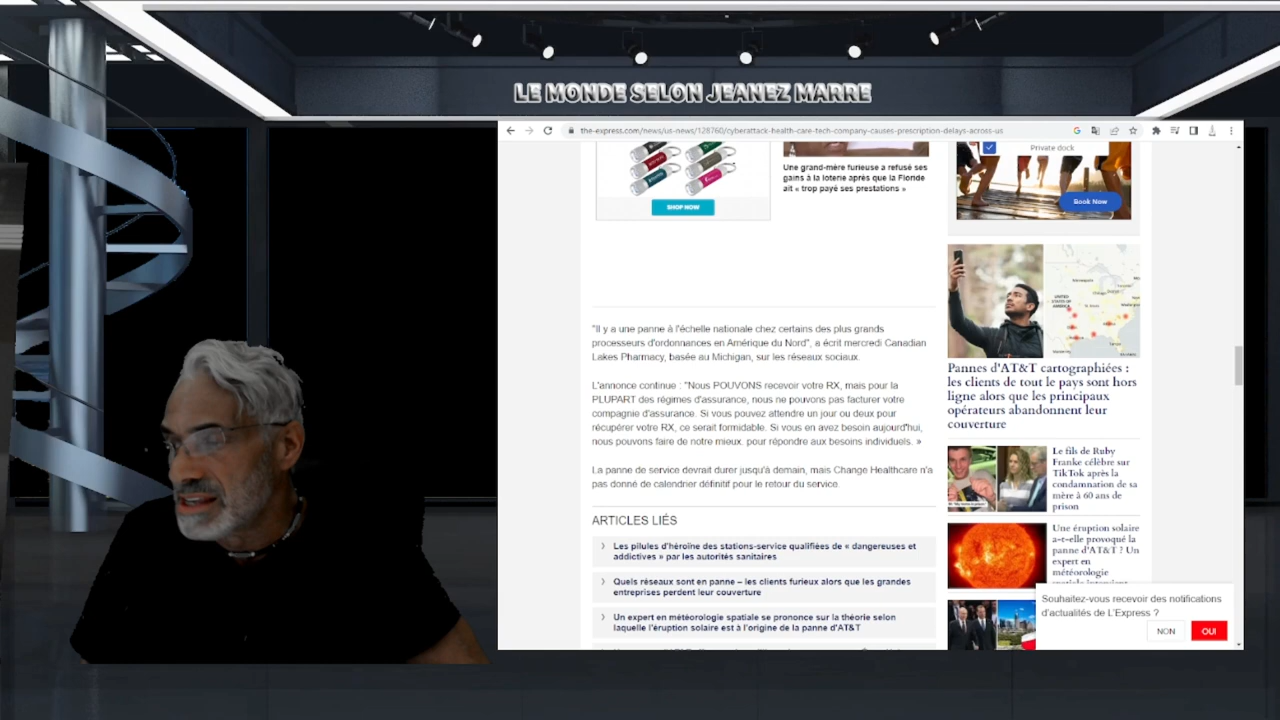 LE MONDE SELON JEANEZ MARRE
the-express.com/news/us-news/128760/cyberattack-health-care-tech-company-causes-prescription-delays-across-us
SHOP NOW
Une grand-mère furieuse a refusé ses
gains à la loterie après que la Floride
ait « trop payé ses prestations »
Private dock
Book Now
"Il y a une panne à l'échelle nationale chez certains des plus grands
processeurs d'ordonnances en Amérique du Nord", a écrit mercredi Canadian
Lakes Pharmacy, basée au Michigan, sur les réseaux sociaux.
L'annonce continue : "Nous POUVONS recevoir votre RX, mais pour la
PLUPART des régimes d'assurance, nous ne pouvons pas facturer votre
compagnie d'assurance. Si vous pouvez attendre un jour ou deux pour
récupérer votre RX, ce serait formidable. Si vous en avez besoin aujourd'hui,
nous pouvons faire de notre mieux. pour répondre aux besoins individuels. »
La panne de service devrait durer jusqu'à demain, mais Change Healthcare n'a
pas donné de calendrier définitif pour le retour du service.
ARTICLES LIÉS
Les pilules d'héroïne des stations-service qualifiées de « dangereuses et
addictives » par les autorités sanitaires
Quels réseaux sont en panne – les clients furieux alors que les grandes
entreprises perdent leur couverture
Un expert en météorologie spatiale se prononce sur la théorie selon
laquelle l'éruption solaire est à l'origine de la panne d'AT&T
UNITED
STATES OF
AMERICA
Pannes d'AT&T cartographiées :
les clients de tout le pays sont hors
ligne alors que les principaux
opérateurs abandonnent leur
couverture
Le fils de Ruby
Franke célèbre sur
TikTok après la
condamnation de sa
mère à 60 ans de
prison
Une éruption solaire
a-t-elle provoqué la
panne d'AT&T ? Un
expert en
météorologie
Souhaitez-vous recevoir des notifications
d'actualités de L'Express ?
NON
OUI